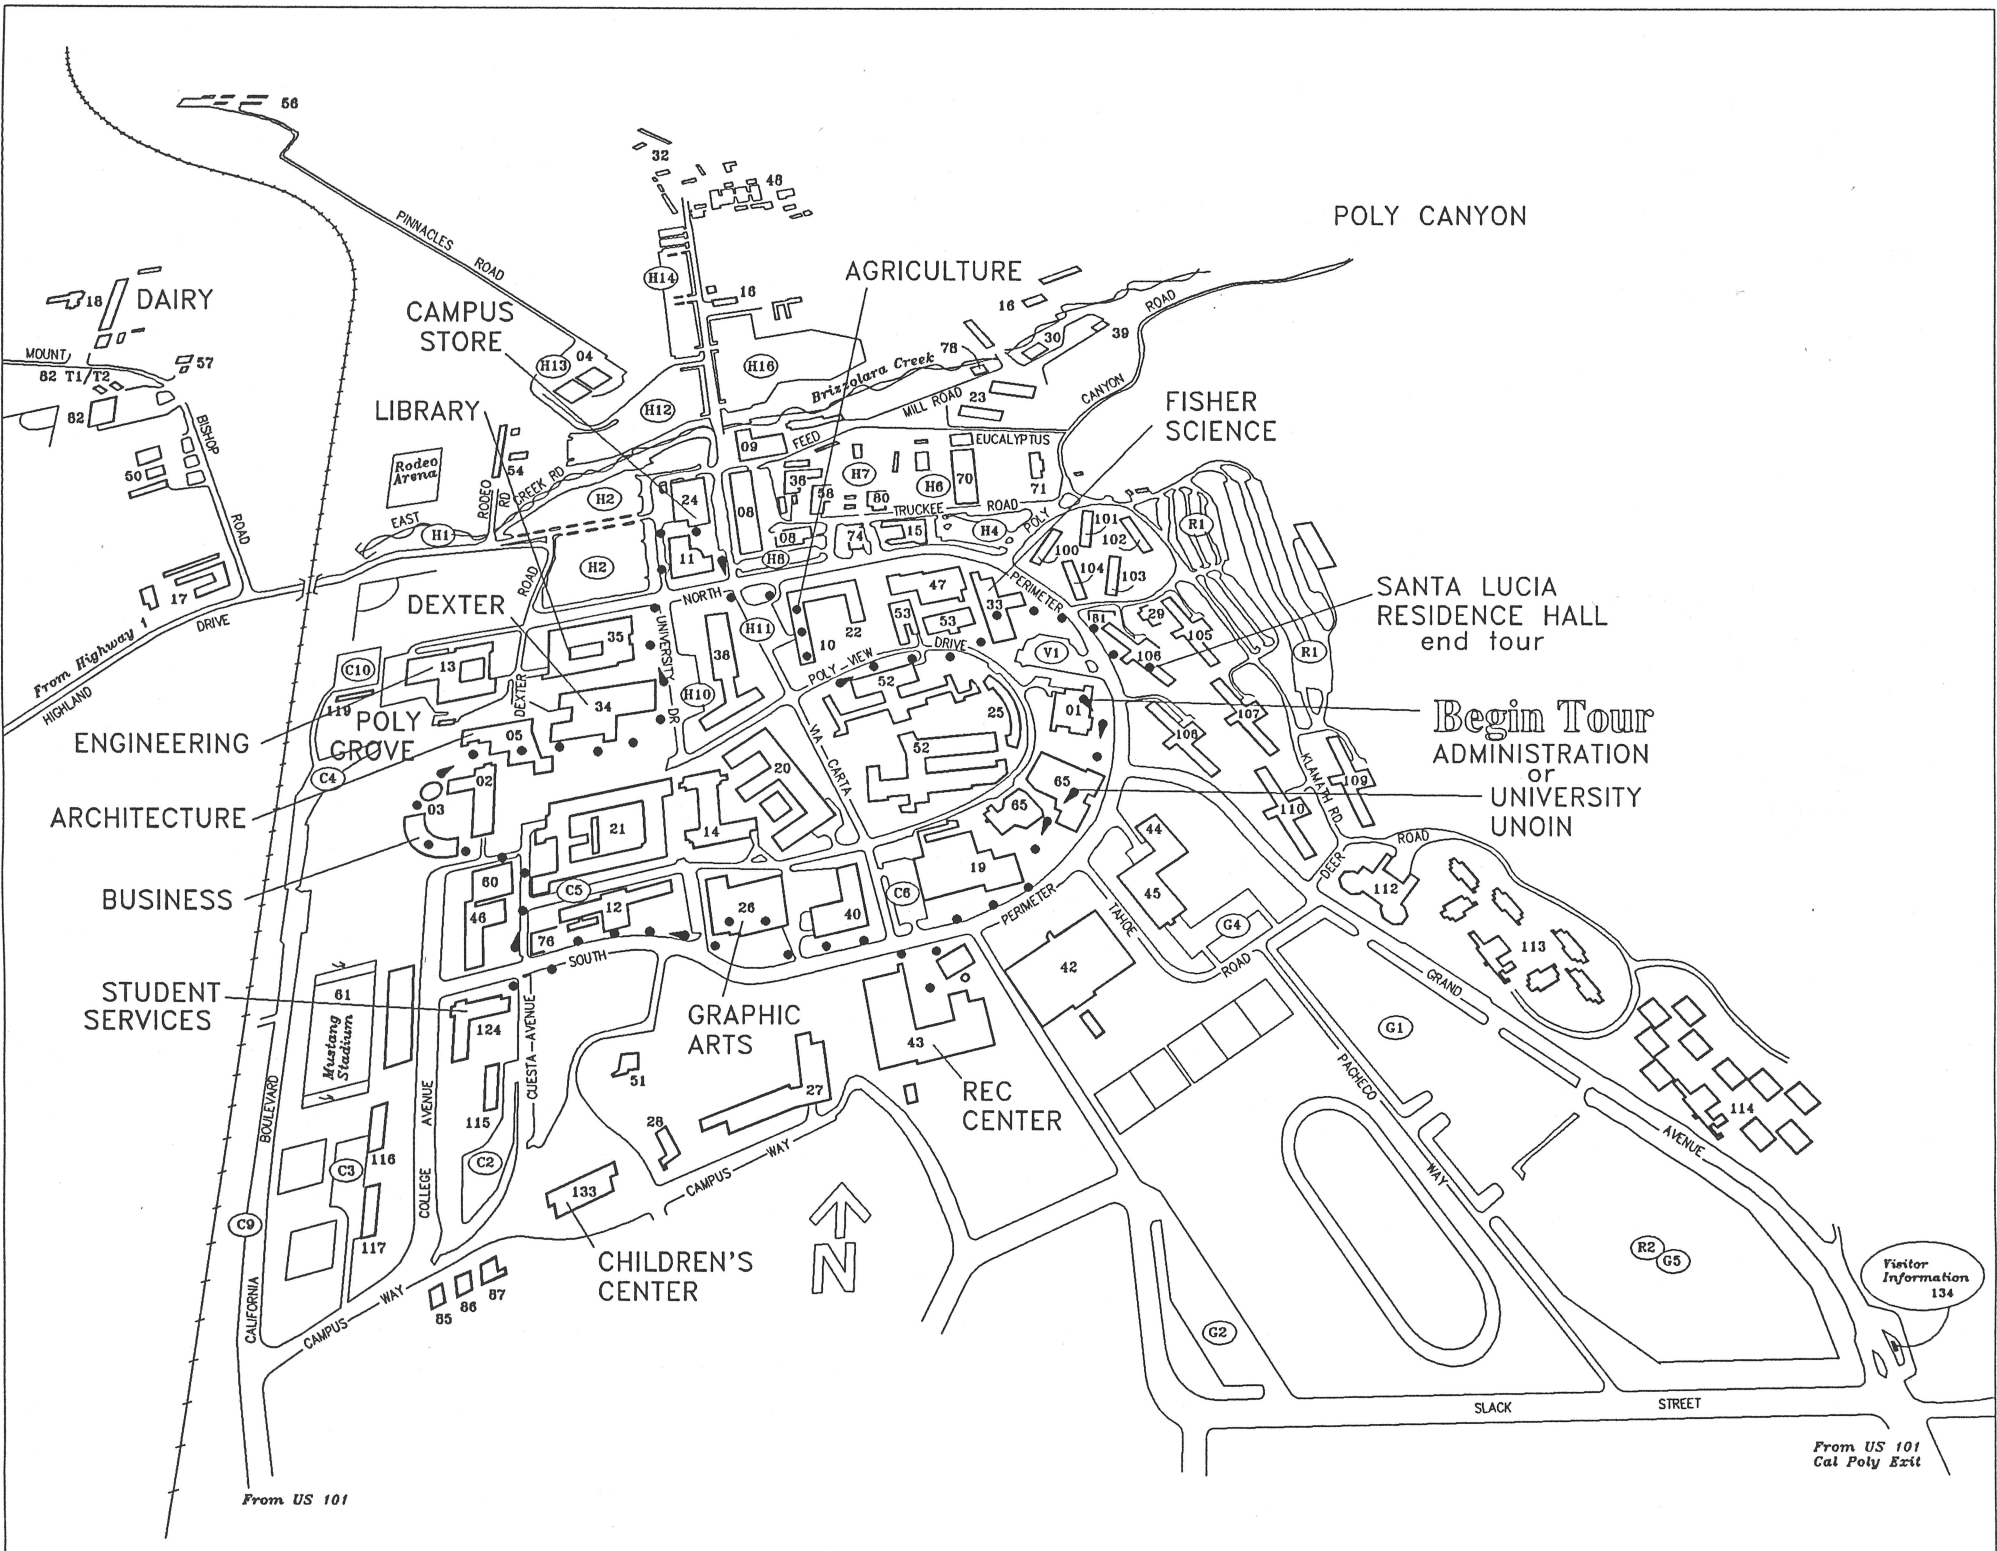 56
32
48
POLY CANYON
PINNACLES
ROAD
H14
16
AGRICULTURE
16
ROAD
18
DAIRY
CAMPUS
STORE
30
39
78
MOUNT
82 T1/T2
57
H13
04
H16
Brizzolara Creek
82
BISHOP
LIBRARY
H12
MILL ROAD
23
CANYON
FISHER
SCIENCE
09
FEED
EUCALYPTUS
50
Rodeo
Arena
54
CREEK RD
RODEO
RD
H2
24
08
36
58
H7
80
H6
70
71
TRUCKEE
ROAD
ROAD
EAST
H1
11
08
H8
74
15
H4
POLY
101
102
100
R1
17
H2
ROAD
NORTH
104
103
PERIMETER
From Highway 1
DRIVE
HIGHLAND
DEXTER
47
33
53
53
SANTA LUCIA
RESIDENCE HALL
end tour
81
29
105
35
UNIVERSITY
DR
38
H11
10
22
DRIVE
POLY-VIEW
V1
106
R1
C10
13
119
POLY
GROVE
DEXTER
34
H10
52
25
01
107
108
Begin Tour
ADMINISTRATION
or
UNIVERSITY
UNOIN
ENGINEERING
05
C4
02
VIA-CARTA
52
20
65
65
KLAMATH RD.
109
110
ARCHITECTURE
03
21
14
44
ROAD
DEER
BUSINESS
60
C5
19
45
112
46
12
26
40
C6
PERIMETER
TAHOE
G4
76
SOUTH
113
STUDENT
SERVICES
61
Mustang
Stadium
42
ROAD
GRAND
124
GRAPHIC
ARTS
43
G1
CUESTA-AVENUE
51
27
PACHECO
BOULEVARD
AVENUE
115
28
REC
CENTER
114
116
C3
C2
WAY
CAMPUS
AVENUE
WAY
COLLEGE
133
C9
117
N
R2
G5
Visitor
Information
134
CHILDREN'S
CENTER
CALIFORNIA
WAY
CAMPUS
85
86
87
G2
SLACK
STREET
From US 101
Cal Poly Exit
From US 101